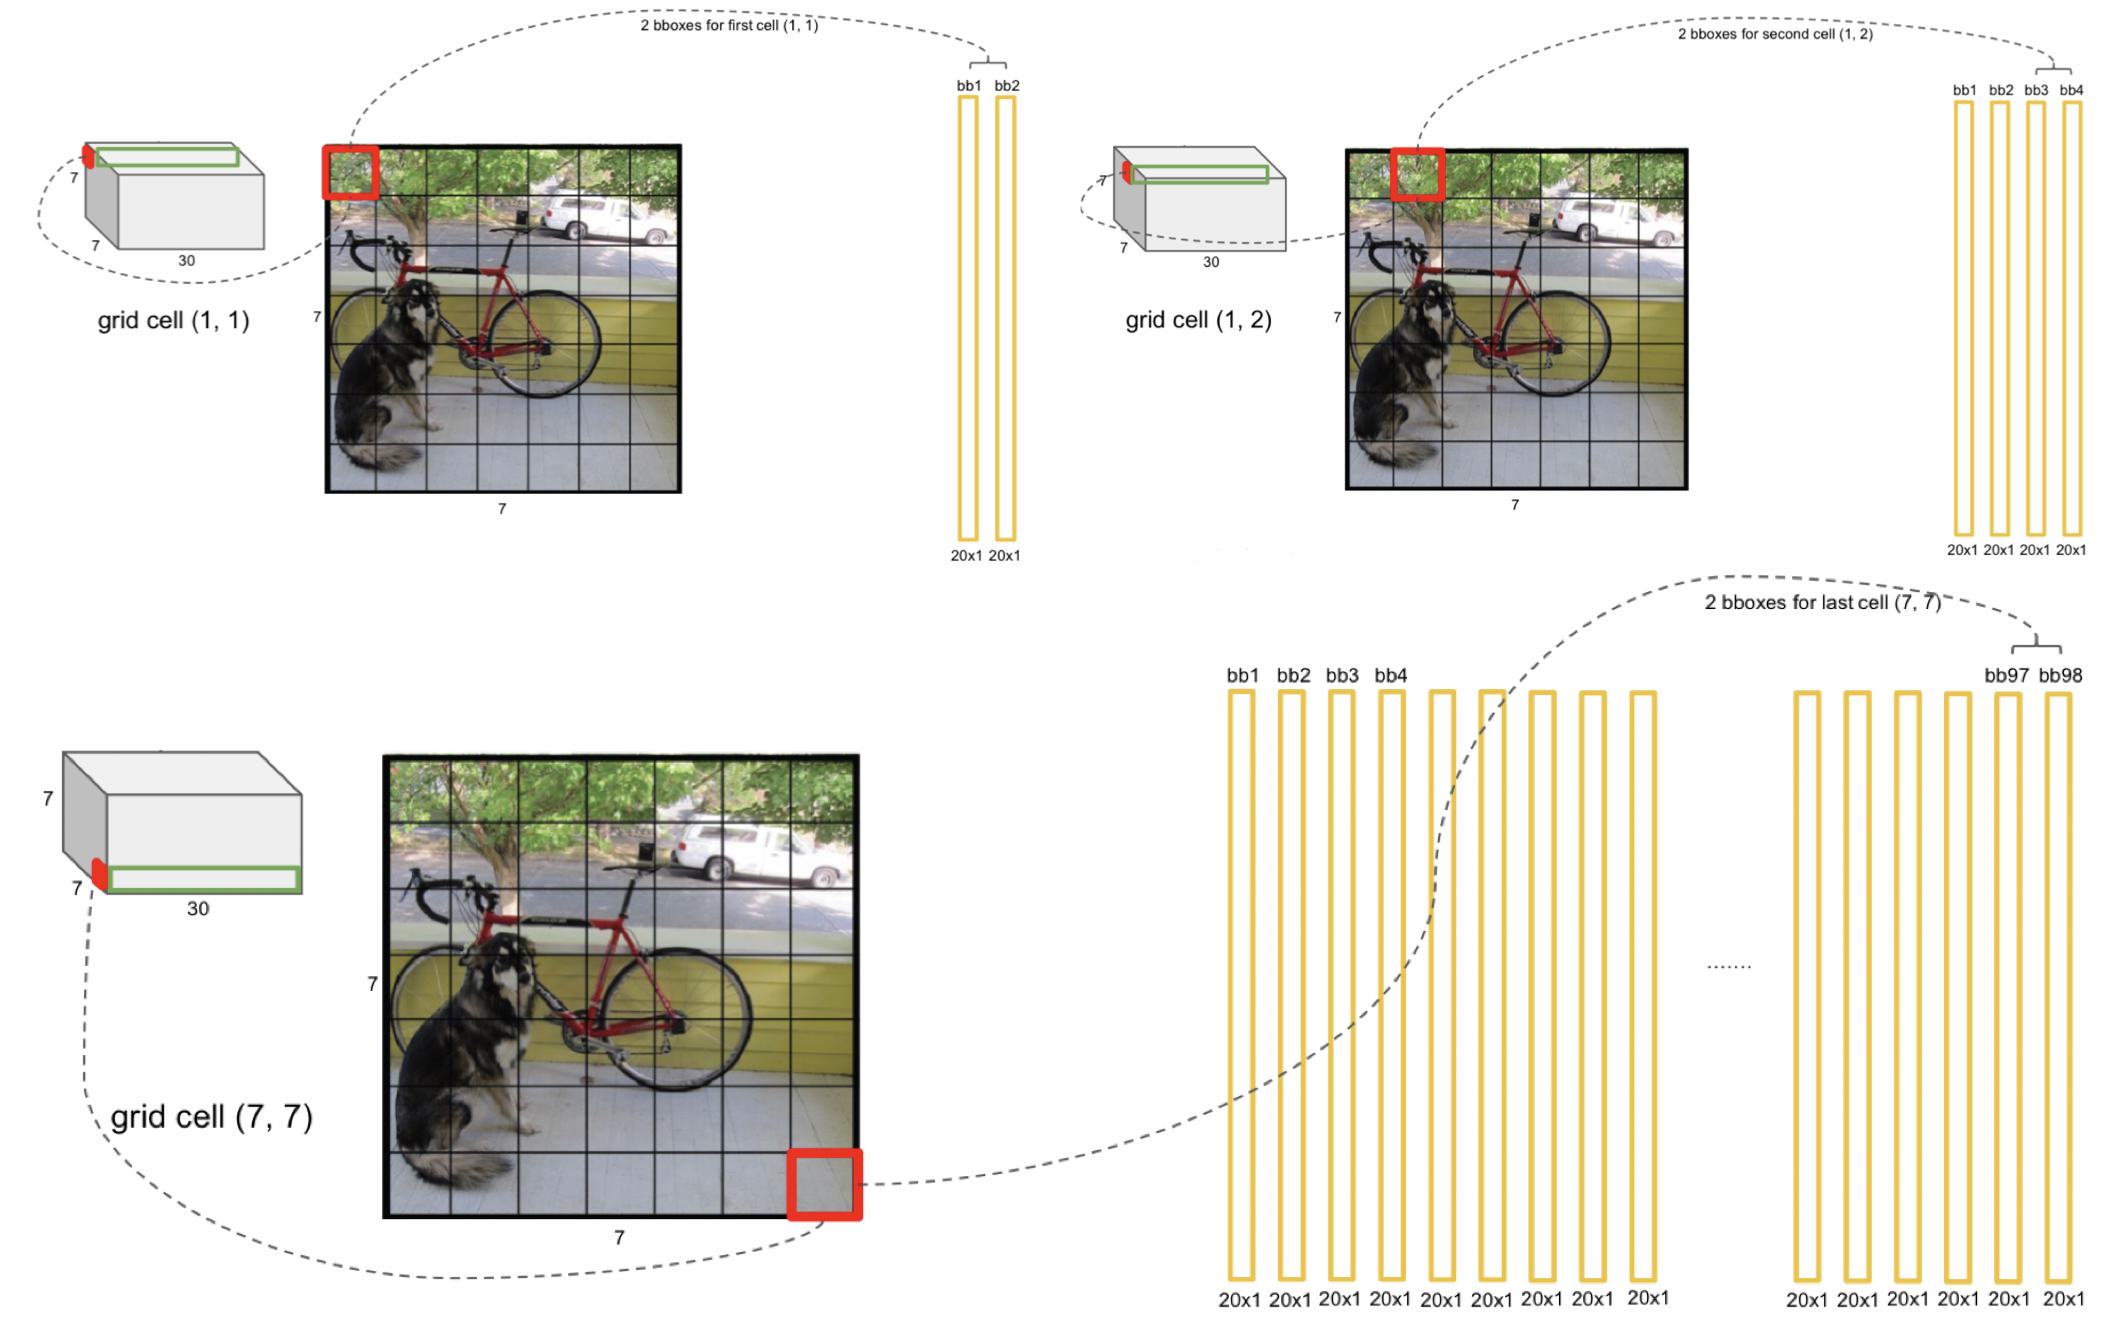 2 bboxes for first cell (1, 1)
bb1 bb2
7
7
30
grid cell (1, 1)
7
7
20x1 20x1
2 bboxes for second cell (1, 2)
bb1 bb2 bb3 bb4
7
7
30
grid cell (1, 2)
7
7
20x1 20x1 20x1 20x1
2 bboxes for last cell (7, 7)
bb1 bb2 bb3 bb4
bb97 bb98
7
7
30
grid cell (7, 7)
7
7
.......
20x1 20x1 20x1 20x1 20x1 20x1 20x1 20x1 20x1
20x1 20x1 20x1 20x1 20x1 20x1